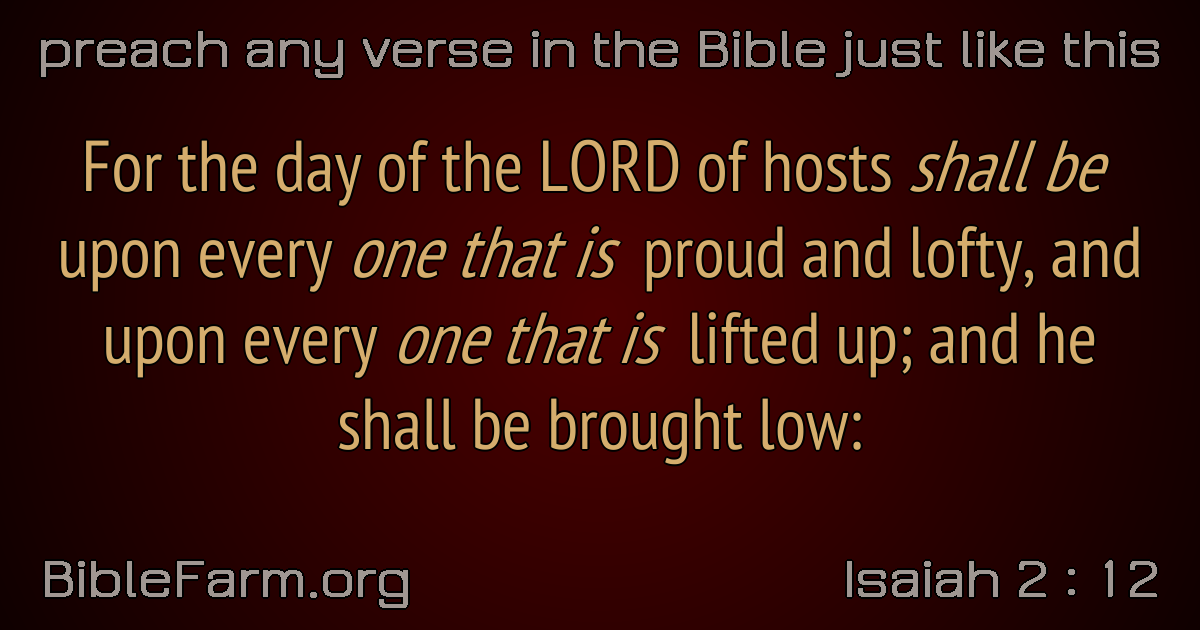 preach any verse in the Bible just like this
For the day of the LORD of hosts shall be
upon every one that is proud and lofty, and
upon every one that is lifted up; and he
shall be brought low:
BibleFarm.org
Isaiah 2 : 12